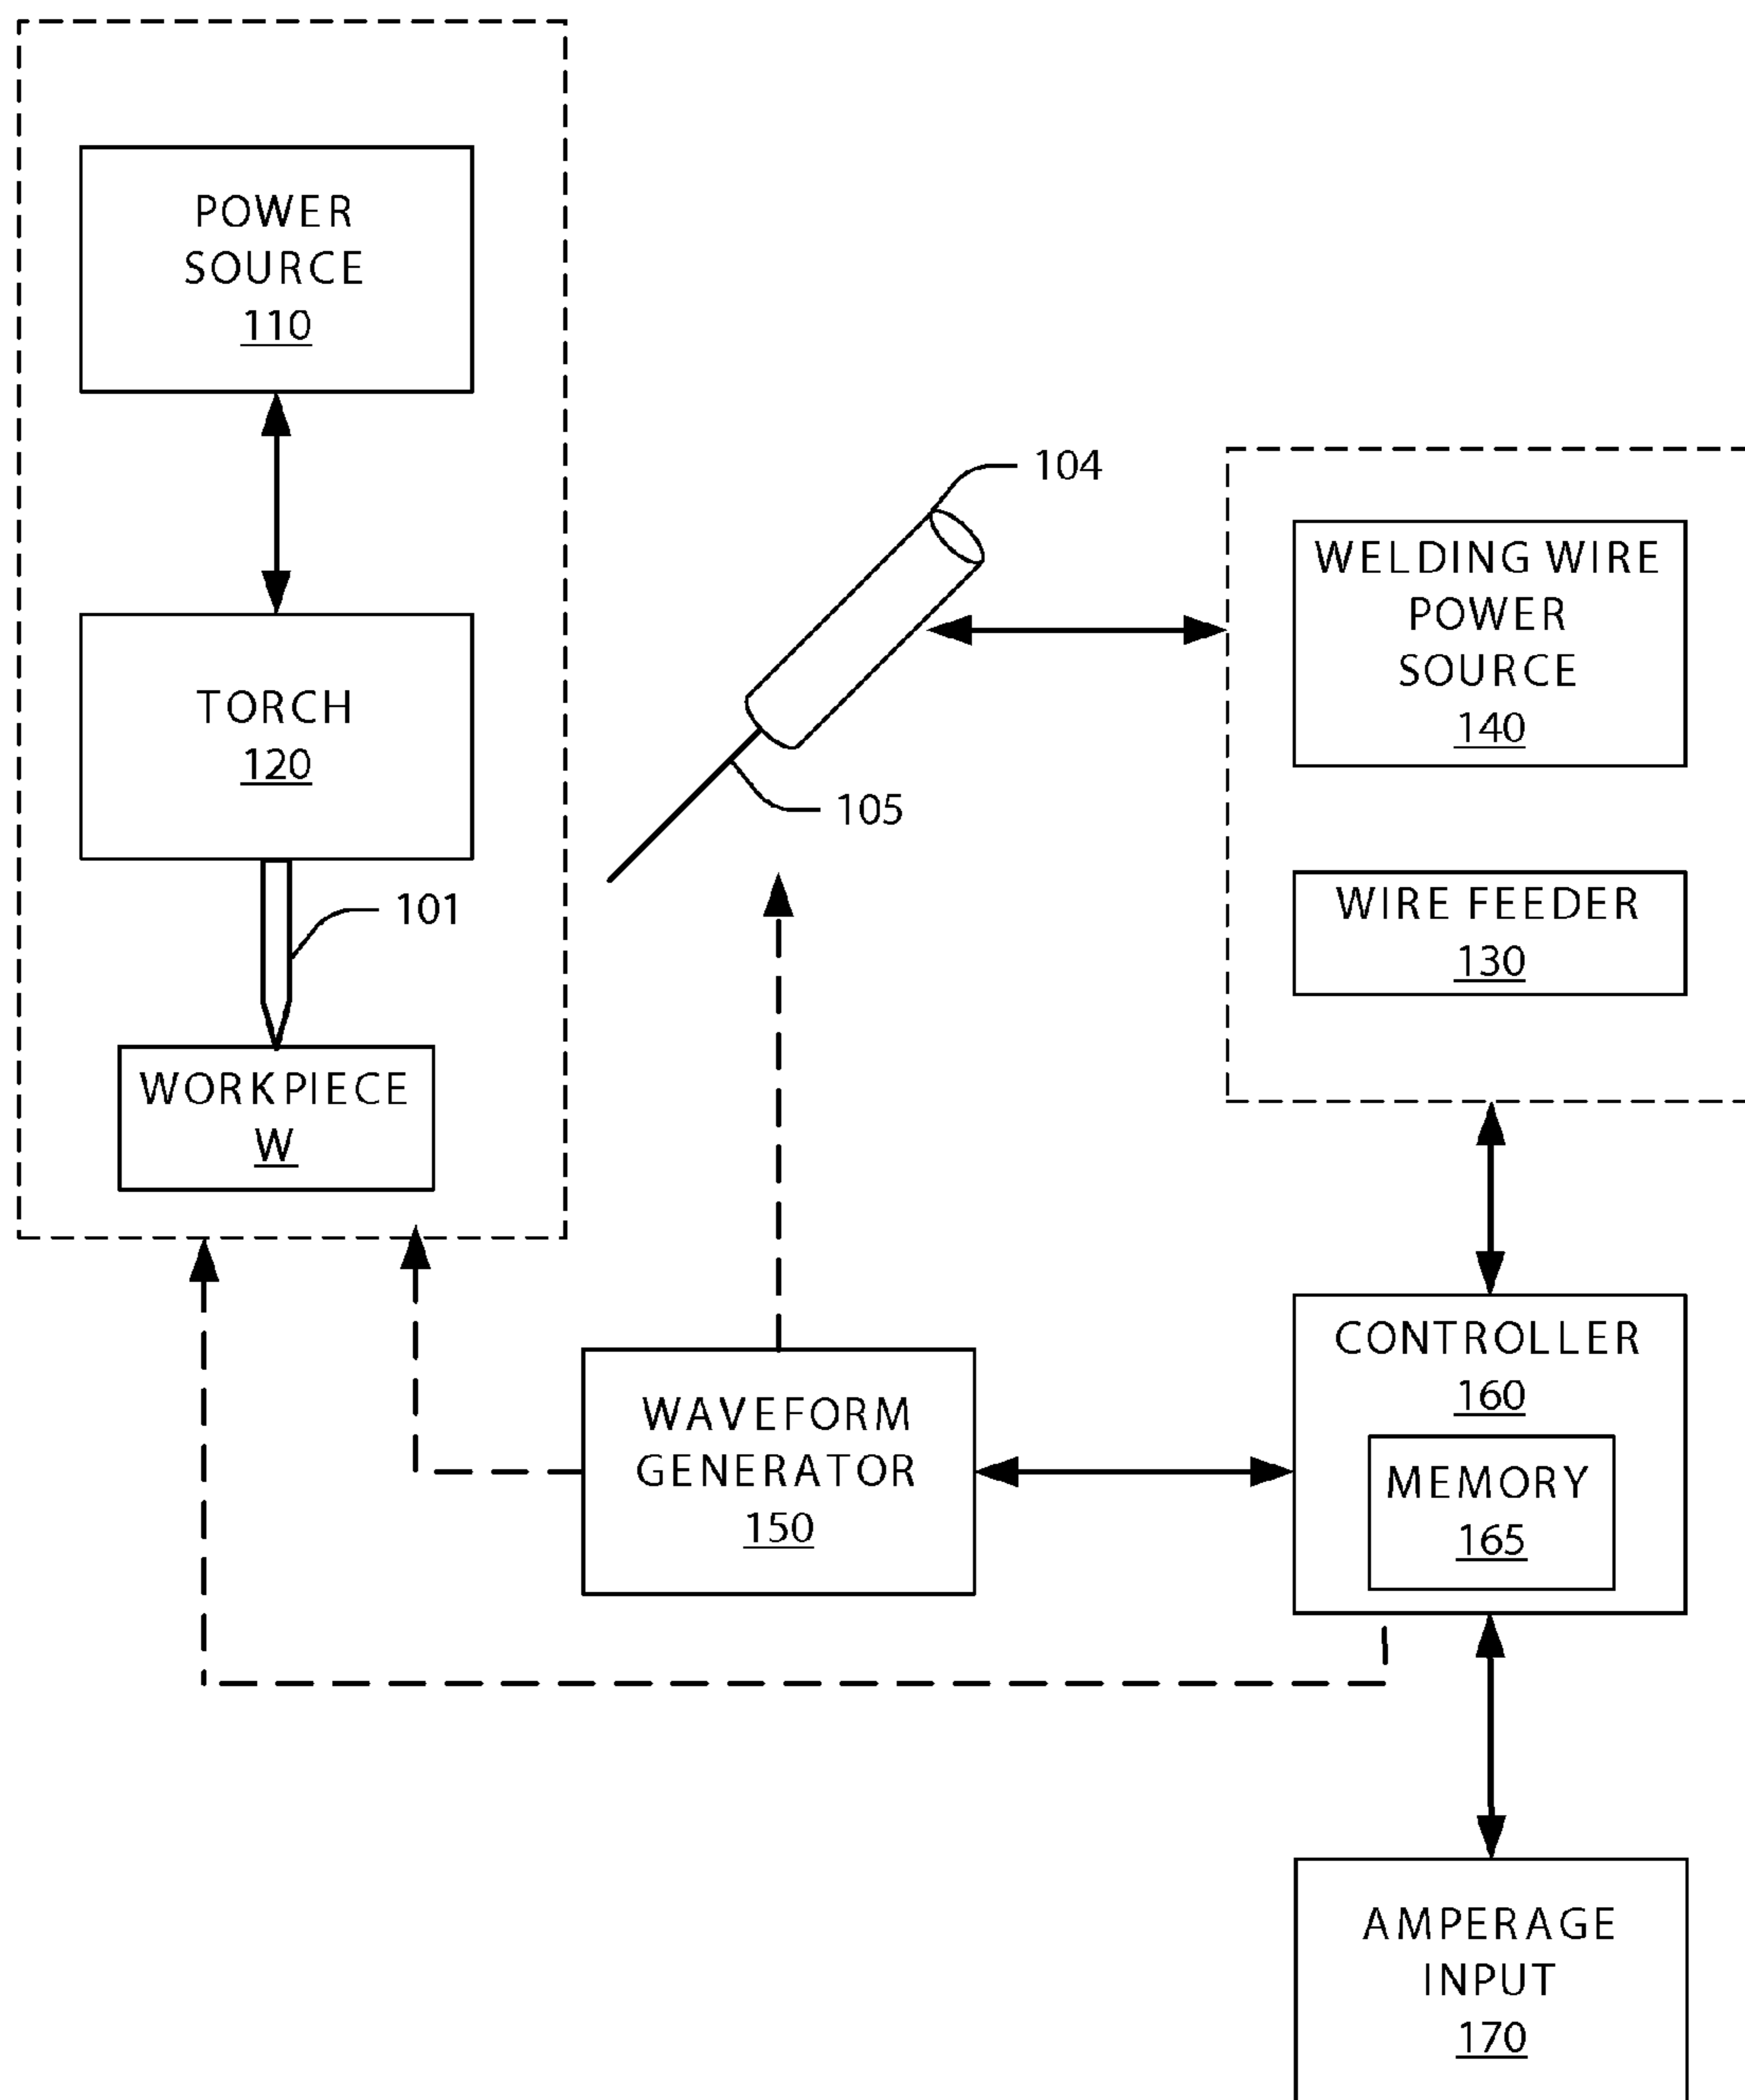 POWER
SOURCE
110
104
WELDING WIRE
POWER
SOURCE
140
TORCH
120
105
101
WIRE FEEDER
130
WORKPIECE
W
CONTROLLER
160
WAVEFORM
GENERATOR
150
MEMORY
165
AMPERAGE
INPUT
170